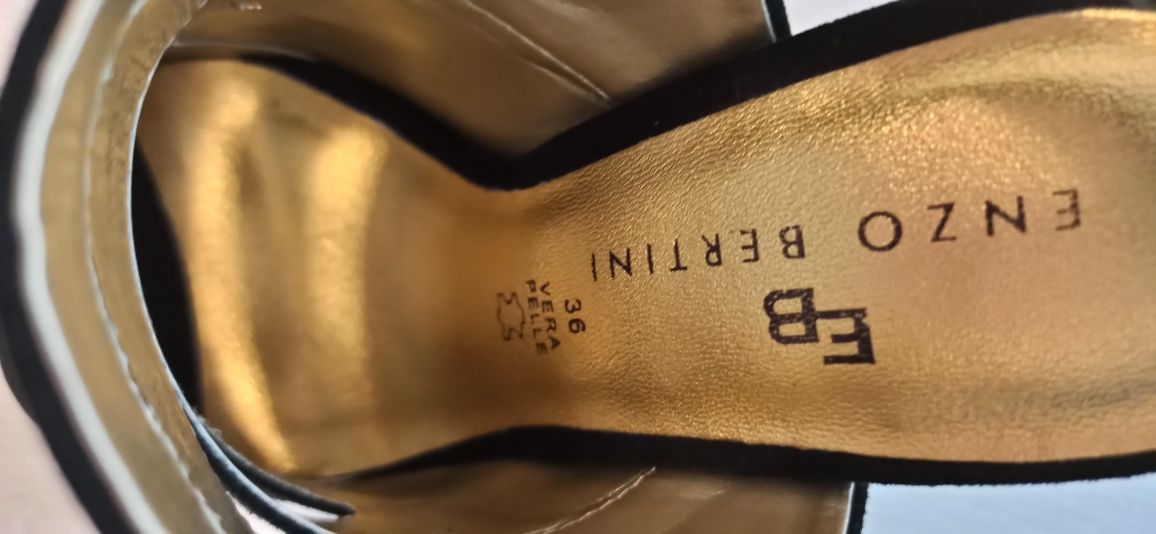 ENZO BERTINI
EB
36
VERA
PELLE